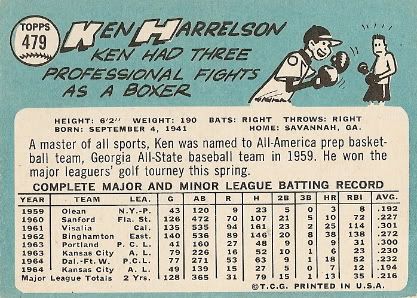 TOPPS
479
KEN HARRELSON
KEN HAD THREE
PROFESSIONAL FIGHTS
AS A BOXER
HEIGHT: 6'2" WEIGHT: 190 BATS: RIGHT THROWS: RIGHT
BORN: SEPTEMBER 4, 1941 HOME: SAVANNAH, GA.
A master of all sports, Ken was named to All-America prep basket-
ball team, Georgia All-State baseball team in 1959. He won the
major leaguers' golf tourney this spring.
COMPLETE MAJOR AND MINOR LEAGUE BATTING RECORD
YEAR TEAM LEA. G AB R H 2B 3B HR RBI AVG.
1959 Olean N.Y.-P. 43 120 9 23 5 0 3 8 .192
1960 Sanford Fla. St. 126 472 70 107 15 5 1 51 .227
1961 Visalia Cal. 135 535 94 161 23 2 25 114 .301
1962 Binghamton East. 140 536 89 146 20 8 38 138 .272
1963 Portland P. C. L. 41 160 33 48 9 1 11 31 .300
1963 Kansas City A. L. 79 226 16 52 10 1 6 23 .230
1964 Dal.-Ft. W. P C L 77 271 53 63 9 3 18 52 .232
1964 Kansas City A. L. 49 139 15 27 5 0 7 12 .194
Major League Totals 2 Yrs. 128 365 31 79 15 1 13 35 .216
©T.C.G. PRINTED IN U.S.A.